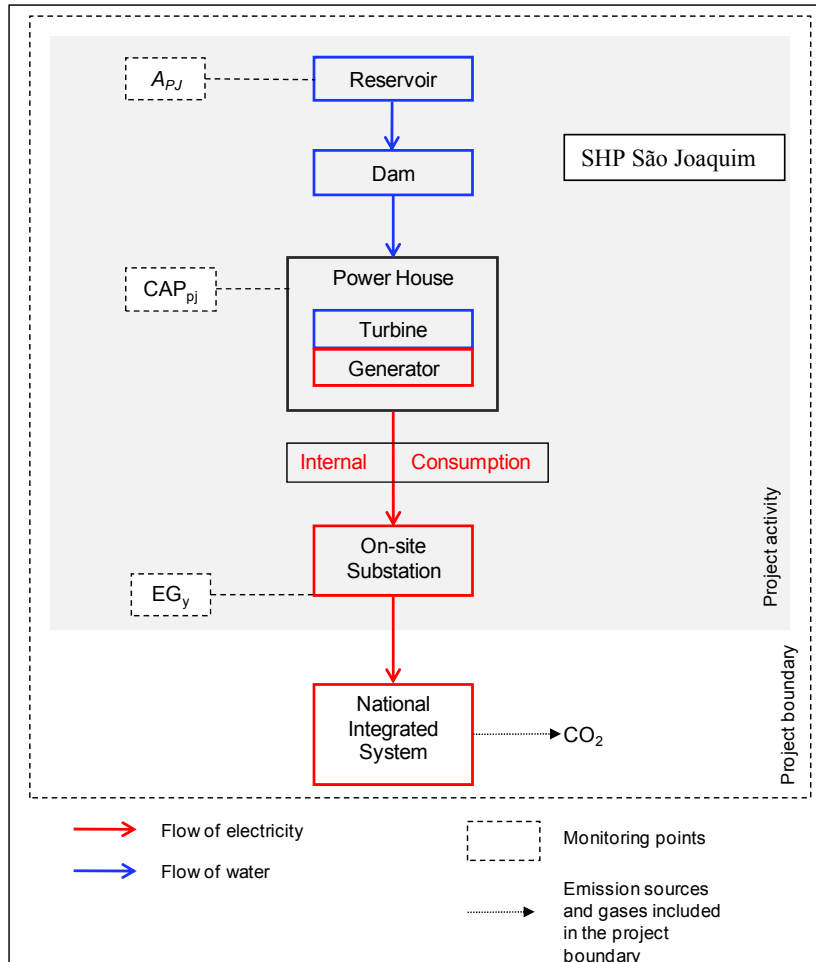 A_PJ
Reservoir
Dam
SHP São Joaquim
CAP_pj
Power House
Turbine
Generator
Internal Consumption
On-site
Substation
EG_y
Project activity
National
Integrated
System
CO₂
Project boundary
Flow of electricity
Flow of water
Monitoring points
Emission sources
and gases included
in the project
boundary